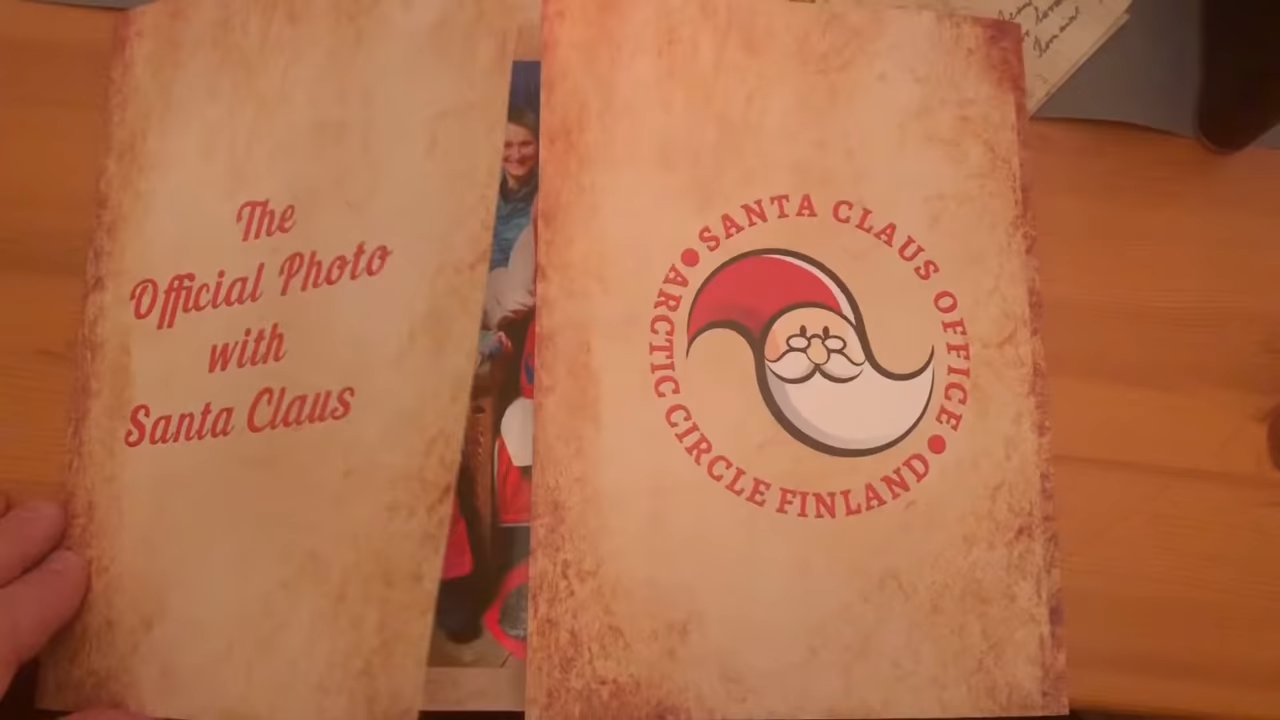 The
Official Photo
with
Santa Claus
SANTA CLAUS OFFICE
ARCTIC CIRCLE FINLAND